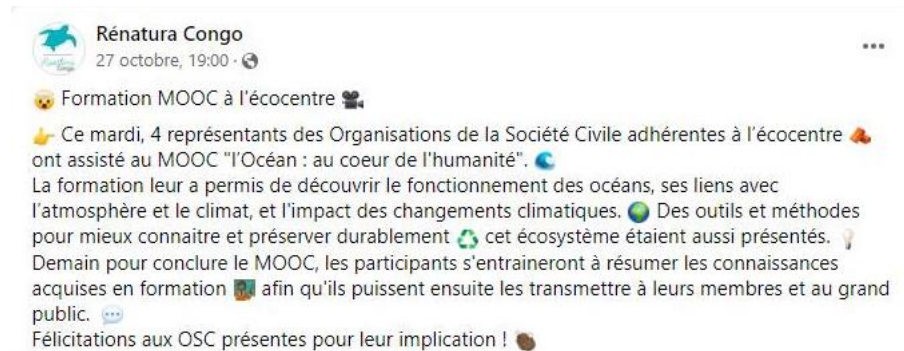 Rénatura Congo
27 octobre, 19:00 ·
🤯 Formation MOOC à l'écocentre 🎥
👉 Ce mardi, 4 représentants des Organisations de la Société Civile adhérentes à l'écocentre
ont assisté au MOOC "l'Océan : au coeur de l'humanité". 🌊
La formation leur a permis de découvrir le fonctionnement des océans, ses liens avec
l'atmosphère et le climat, et l'impact des changements climatiques. 🌍 Des outils et méthodes
pour mieux connaitre et préserver durablement ♻️ cet écosystème étaient aussi présentés. 💡
Demain pour conclure le MOOC, les participants s'entraineront à résumer les connaissances
acquises en formation 👨🏾‍🏫 afin qu'ils puissent ensuite les transmettre à leurs membres et au grand
public. 💬
Félicitations aux OSC présentes pour leur implication ! 👏🏾